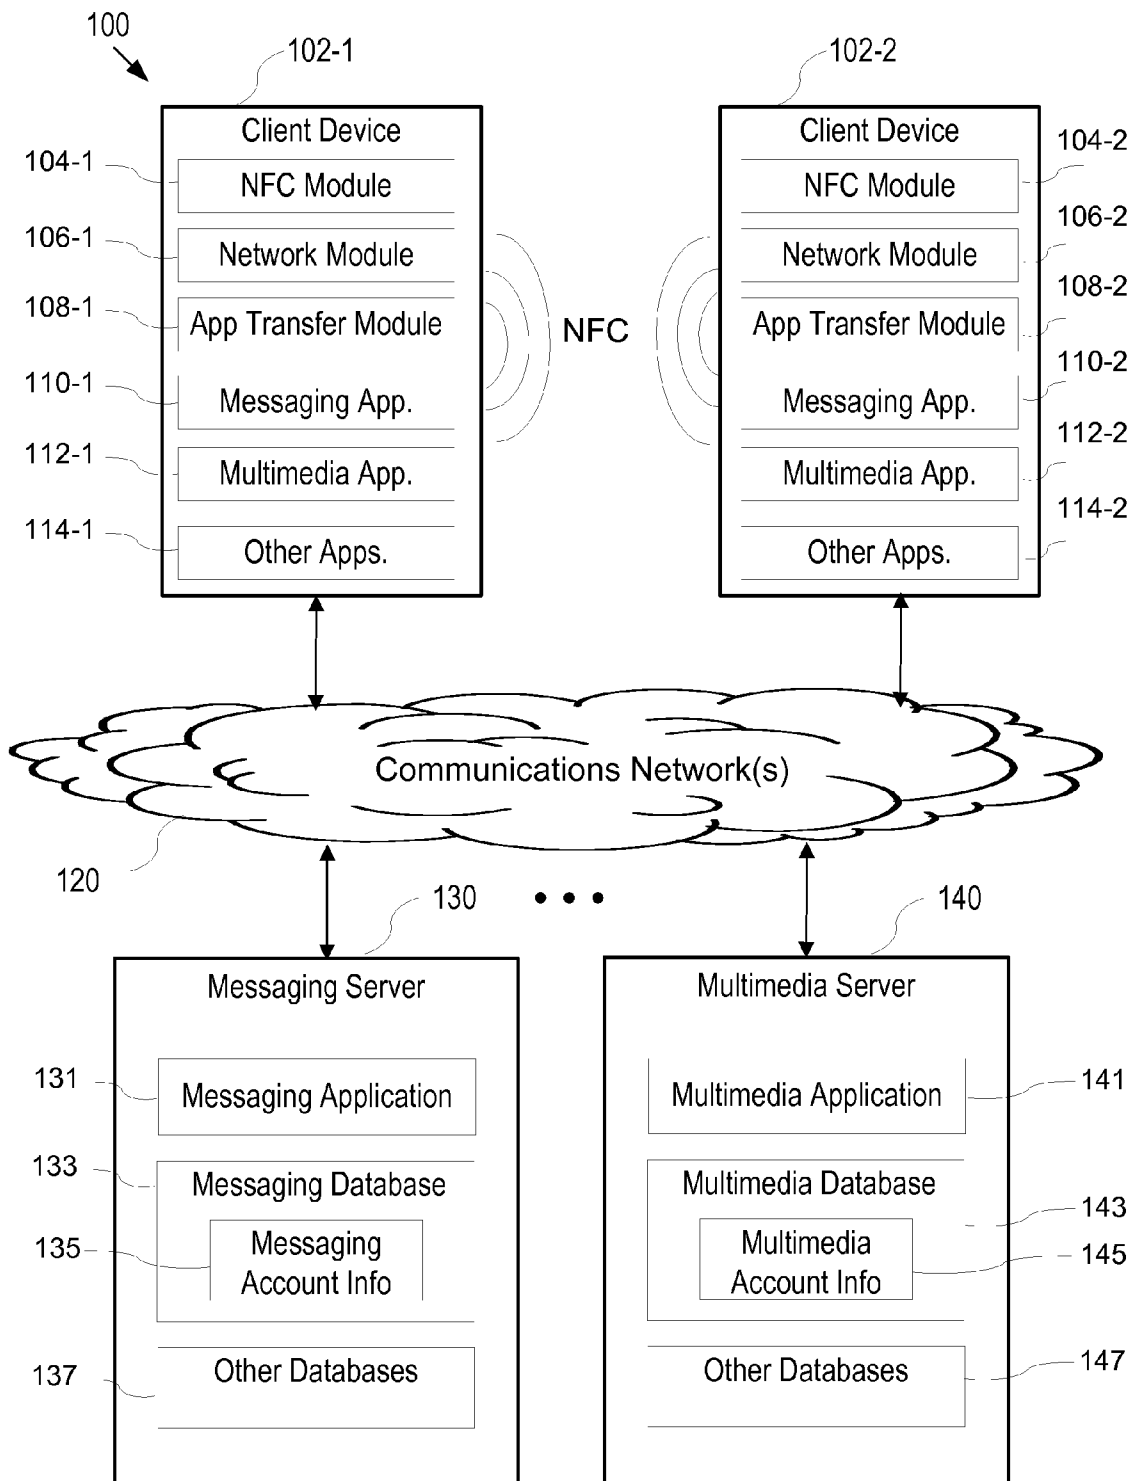 100
102-1
102-2
Client Device
Client Device
104-1
NFC Module
NFC Module
104-2
106-1
Network Module
Network Module
106-2
108-1
App Transfer Module
NFC
App Transfer Module
108-2
110-1
Messaging App.
Messaging App.
110-2
112-1
Multimedia App.
Multimedia App.
112-2
114-1
Other Apps.
Other Apps.
114-2
Communications Network(s)
120
130
• • •
140
Messaging Server
Multimedia Server
131
Messaging Application
Multimedia Application
141
133
Messaging Database
Multimedia Database
143
135
Messaging
Account Info
Multimedia
Account Info
145
137
Other Databases
Other Databases
147